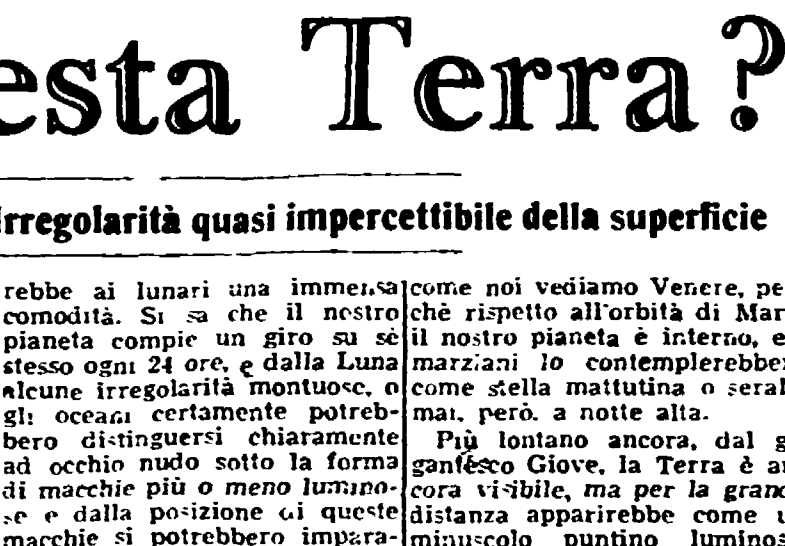 esta Terra?
Irregolarità quasi impercettibile della superficie
rebbe ai lunari una immensa
comodità. Si sa che il nostro
pianeta compie un giro su sè
stesso ogni 24 ore, e dalla Luna
alcune irregolarità montuose, o
gli oceani certamente potreb-
bero distinguersi chiaramente
ad occhio nudo sotto la forma
di macchie più o meno lumino-
se e dalla posizione di queste
macchie si potrebbero impara-
come noi vediamo Venere, pe
chè rispetto all'orbità di Mar
il nostro pianeta è interno, e
marziani lo contemplerebber
come stella mattutina o seral
mai, però, a notte alta.
Più lontano ancora, dal g
gantesco Giove, la Terra è an
cora visibile, ma per la grand
distanza apparirebbe come u
minuscolo puntino luminos